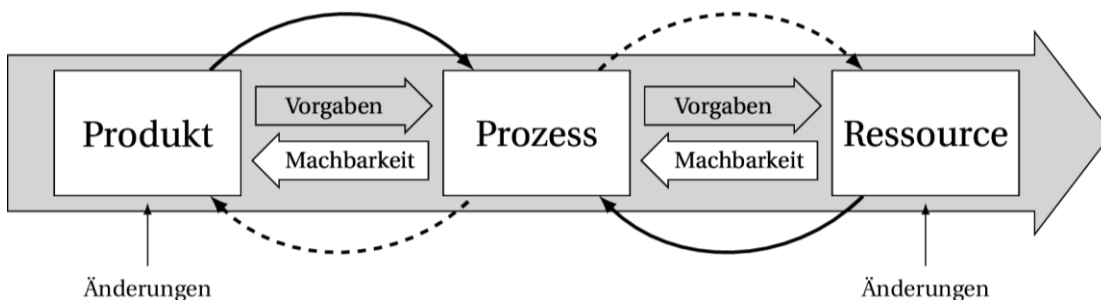 Produkt
Vorgaben
Machbarkeit
Prozess
Vorgaben
Machbarkeit
Ressource
Änderungen
Änderungen